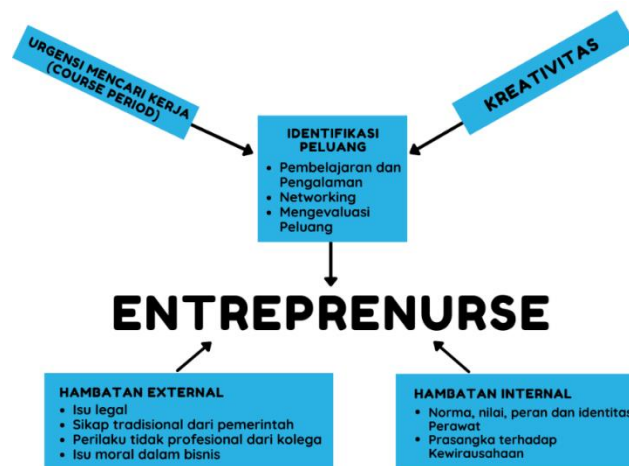 URGENSI MENCARI KERJA
(COURSE PERIOD)
KREATIVITAS
IDENTIFIKASI
PELUANG
• Pembelajaran dan
Pengalaman
• Networking
• Mengevaluasi
Peluang
ENTREPRENURSE
HAMBATAN EXTERNAL
• Isu legal
• Sikap tradisional dari pemerintah
• Perilaku tidak profesional dari kolega
• Isu moral dalam bisnis
HAMBATAN INTERNAL
• Norma, nilai, peran dan identitas
Perawat
• Prasangka terhadap
Kewirausahaan